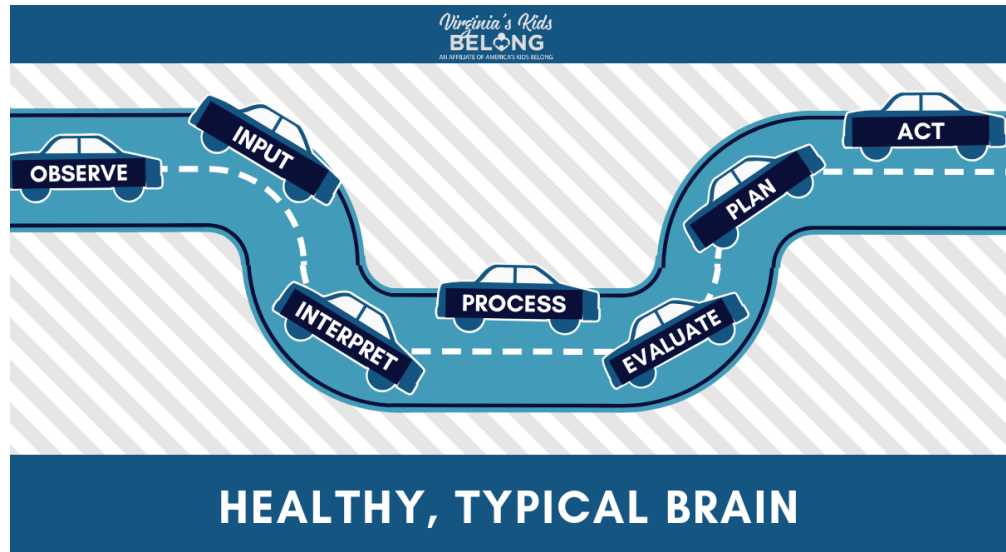 Virginia's Kids
BELONG
AN AFFILIATE OF AMERICA'S KIDS BELONG
OBSERVE
INPUT
INTERPRET
PROCESS
EVALUATE
PLAN
ACT
HEALTHY, TYPICAL BRAIN